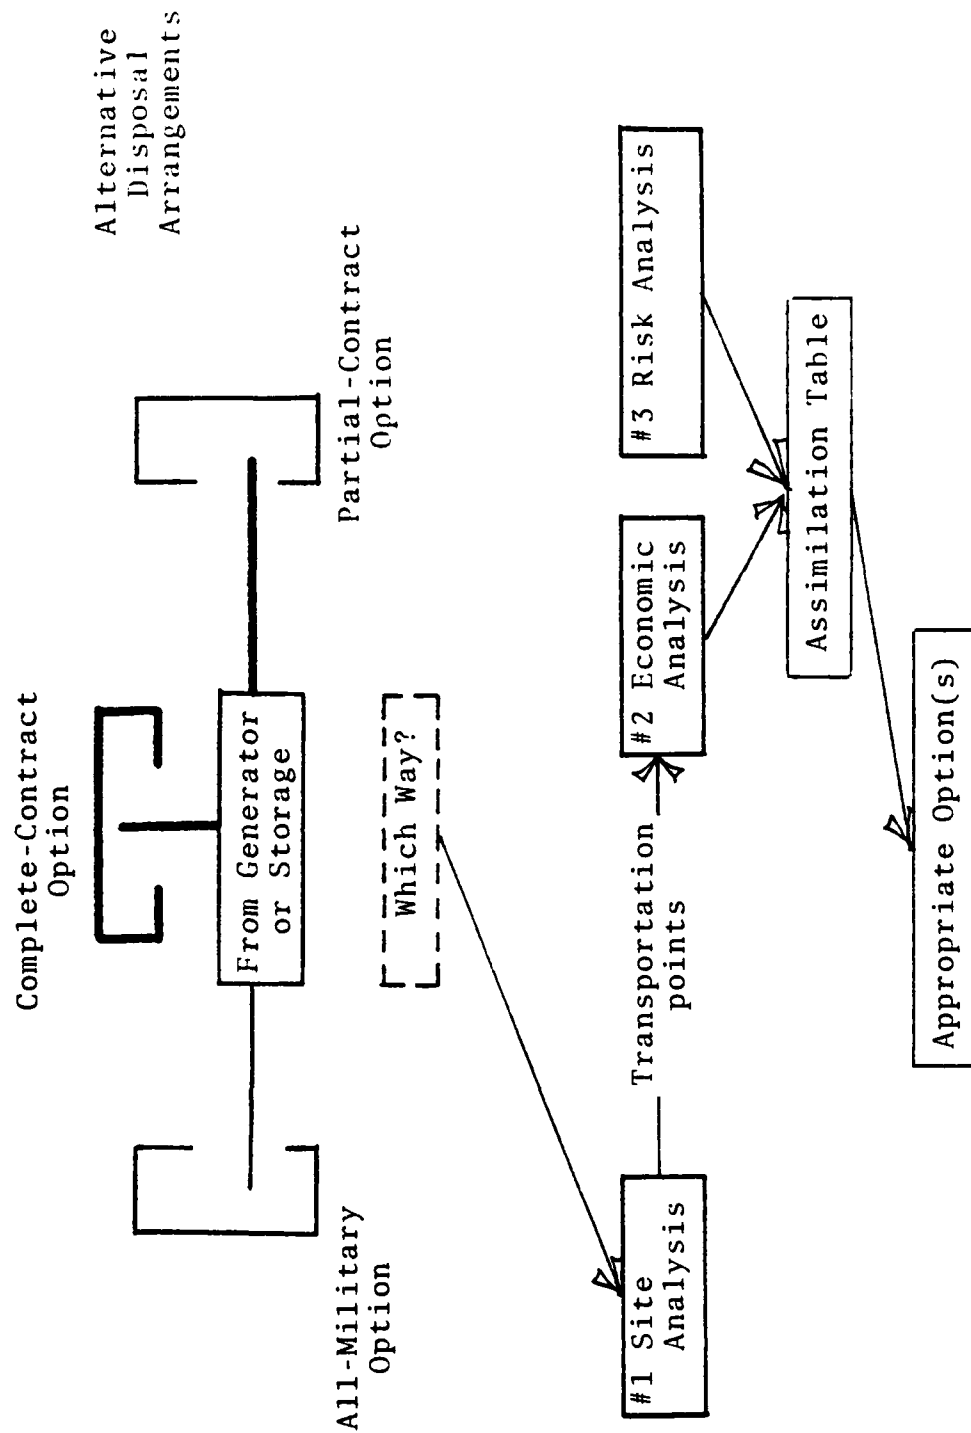 Alternative
Disposal
Arrangements
Complete-Contract
Option
From Generator
or Storage
All-Military
Option
Partial-Contract
Option
Which Way?
#1 Site
Analysis
Transportation
points
#2 Economic
Analysis
#3 Risk Analysis
Assimilation Table
Appropriate Option(s)